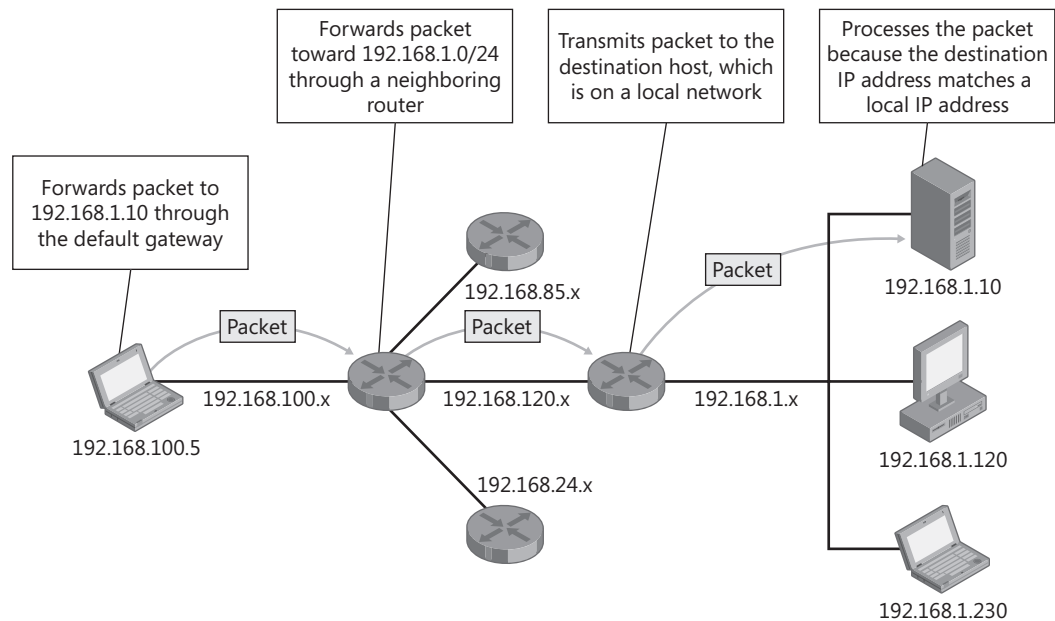 Forwards packet
toward 192.168.1.0/24
through a neighboring
router
Transmits packet to the
destination host, which
is on a local network
Processes the packet
because the destination
IP address matches a
local IP address
Forwards packet to
192.168.1.10 through
the default gateway
Packet
192.168.85.x
Packet
Packet
192.168.1.10
192.168.100.x
192.168.120.x
192.168.1.x
192.168.100.5
192.168.1.120
192.168.24.x
192.168.1.230